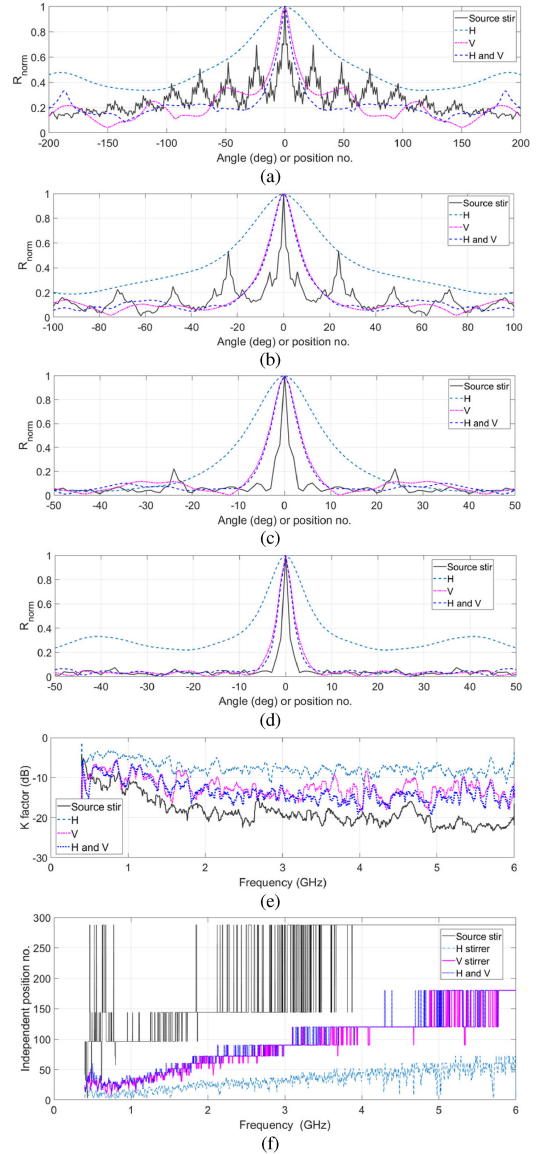 R_norm
1
0.8
0.6
0.4
0.2
0
Source stir
H
V
H and V
-200 -150 -100 -50 0 50 100 150 200
Angle (deg) or position no.
(a)
R_norm
1
0.8
0.6
0.4
0.2
0
Source stir
H
V
H and V
-100 -80 -60 -40 -20 0 20 40 60 80 100
Angle (deg) or position no.
(b)
R_norm
1
0.8
0.6
0.4
0.2
0
Source stir
H
V
H and V
-50 -40 -30 -20 -10 0 10 20 30 40 50
Angle (deg) or position no.
(c)
R_norm
1
0.8
0.6
0.4
0.2
0
Source stir
H
V
H and V
-50 -40 -30 -20 -10 0 10 20 30 40 50
Angle (deg) or position no.
(d)
K factor (dB)
0
-10
-20
-30
Source stir
H
V
H and V
0 1 2 3 4 5 6
Frequency (GHz)
(e)
Independent position no.
300
250
200
150
100
50
0
Source stir
H stirrer
V stirrer
H and V
0 1 2 3 4 5 6
Frequency (GHz)
(f)